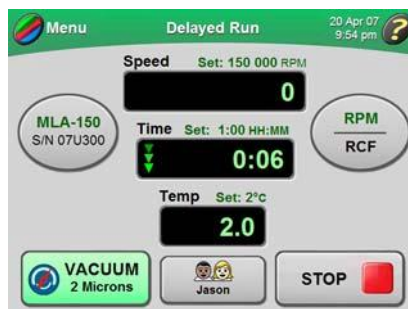 Menu
Delayed Run
20 Apr 07
9:54 pm
?
Speed Set: 150 000 RPM
0
MLA-150
S/N 07U300
Time Set: 1:00 HH:MM
0:06
RPM
RCF
Temp Set: 2°C
2.0
VACUUM
2 Microns
Jason
STOP